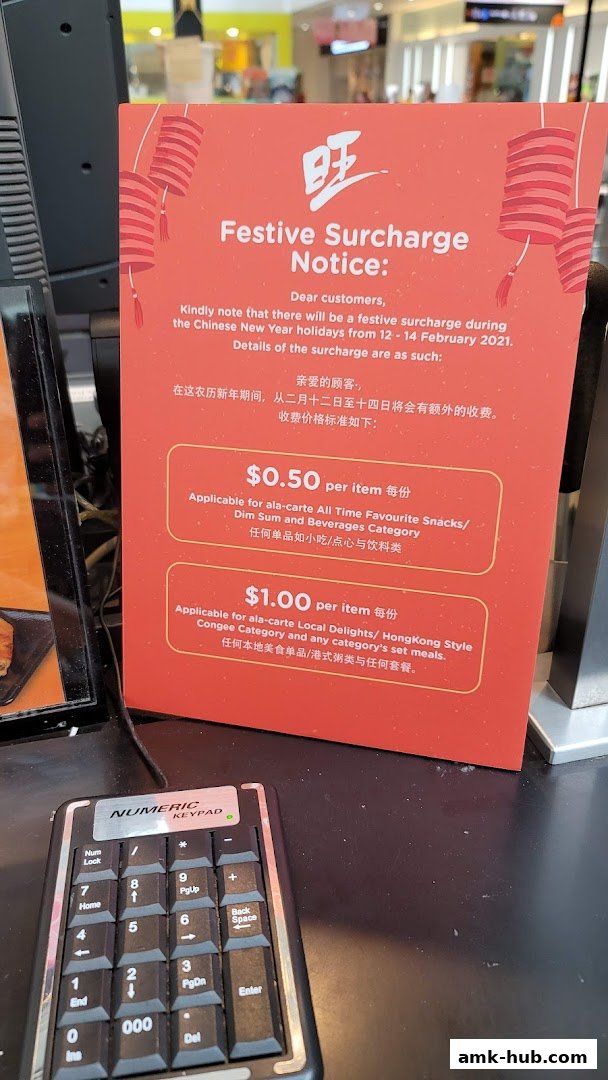 旺
Festive Surcharge
Notice:
Dear customers,
Kindly note that there will be a festive surcharge during
the Chinese New Year holidays from 12 - 14 February 2021.
Details of the surcharge are as such:
亲爱的顾客,
在这农历新年期间，从二月十二日至十四日将会有额外的收费。
收费价格标准如下；
$0.50 per item 每份
Applicable for ala-carte All Time Favourite Snacks/
Dim Sum and Beverages Category
任何单品如小吃/点心与饮料类
$1.00 per item 每份
Applicable for ala-carte Local Delights/ HongKong Style
Congee Category and any category's set meals.
任何本地美食单品/港式粥类与任何套餐。
NUMERIC
KEYPAD
Num Lock / * -
7 Home 8 ↑ 9 PgUp +
4 ← 5 6 → Back Space ←
1 End 2 ↓ 3 PgDn Enter
0 Ins 000 . Del
amk-hub.com